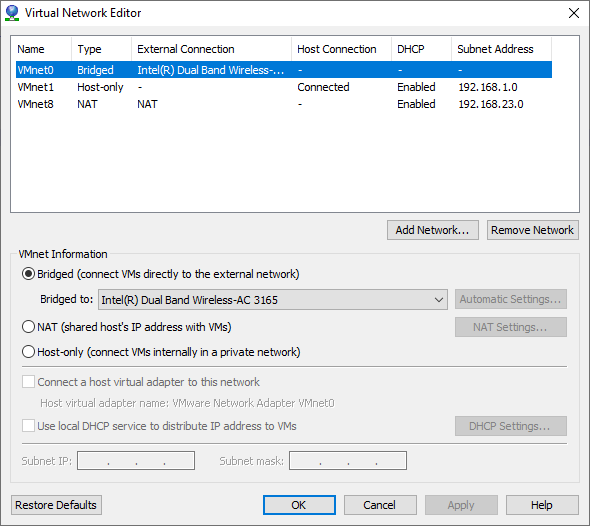 Virtual Network Editor
Name Type External Connection Host Connection DHCP Subnet Address
VMnet0 Bridged Intel(R) Dual Band Wireless-... - - -
VMnet1 Host-only - Connected Enabled 192.168.1.0
VMnet8 NAT NAT - Enabled 192.168.23.0
Add Network... Remove Network
VMnet Information
Bridged (connect VMs directly to the external network)
Bridged to: Intel(R) Dual Band Wireless-AC 3165 Automatic Settings...
NAT (shared host's IP address with VMs) NAT Settings...
Host-only (connect VMs internally in a private network)
Connect a host virtual adapter to this network
Host virtual adapter name: VMware Network Adapter VMnet0
Use local DHCP service to distribute IP address to VMs DHCP Settings...
Subnet IP: . . . Subnet mask: . . .
Restore Defaults OK Cancel Apply Help